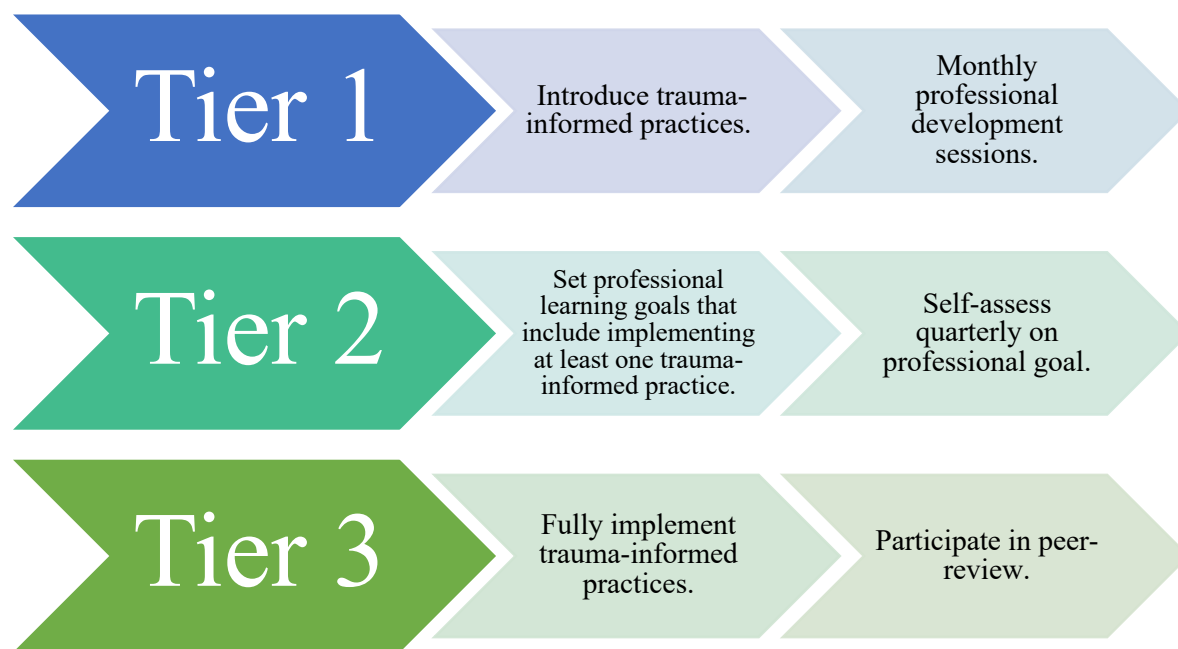 Tier 1
Introduce trauma-
informed practices.
Monthly
professional
development
sessions.
Tier 2
Set professional
learning goals that
include implementing
at least one trauma-
informed practice.
Self-assess
quarterly on
professional goal.
Tier 3
Fully implement
trauma-informed
practices.
Participate in peer-
review.